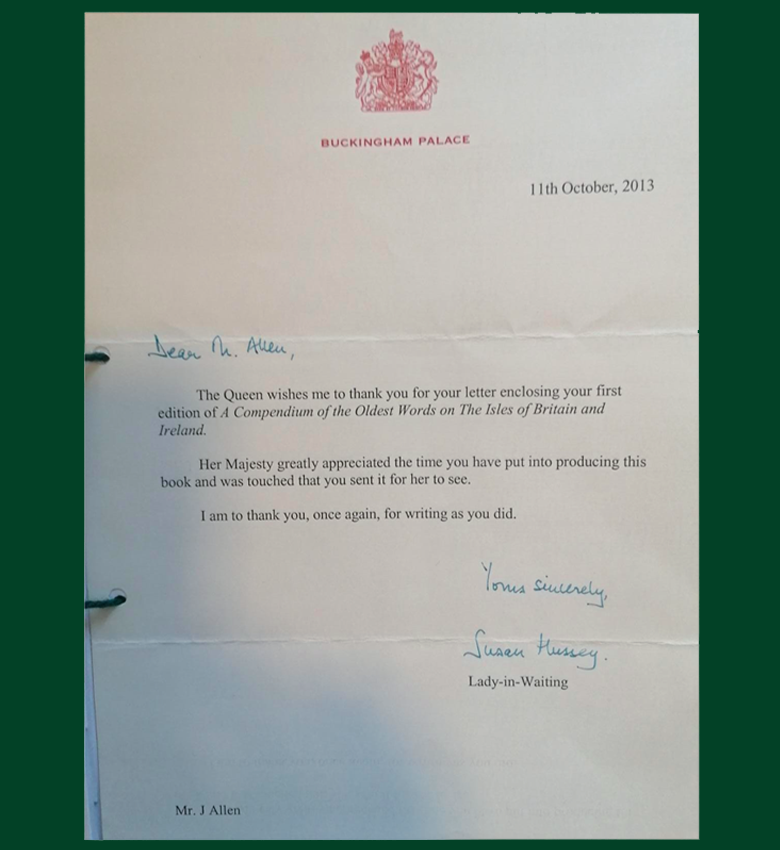 BUCKINGHAM PALACE
11th October, 2013
Dear Mr. Allen,
The Queen wishes me to thank you for your letter enclosing your first
edition of A Compendium of the Oldest Words on The Isles of Britain and
Ireland.
Her Majesty greatly appreciated the time you have put into producing this
book and was touched that you sent it for her to see.
I am to thank you, once again, for writing as you did.
Yours sincerely,
Susan Hussey.
Lady-in-Waiting
Mr. J Allen